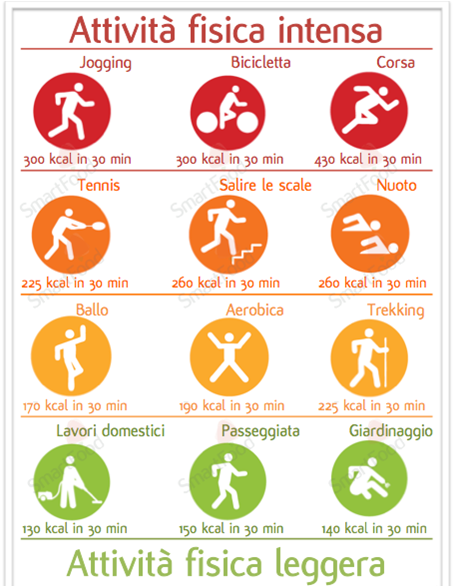 Attività fisica intensa
Jogging Bicicletta Corsa
300 kcal in 30 min 300 kcal in 30 min 430 kcal in 30 min
Tennis Salire le scale Nuoto
225 kcal in 30 min 260 kcal in 30 min 260 kcal in 30 min
Ballo Aerobica Trekking
170 kcal in 30 min 190 kcal in 30 min 225 kcal in 30 min
Lavori domestici Passeggiata Giardinaggio
130 kcal in 30 min 150 kcal in 30 min 140 kcal in 30 min
Attività fisica leggera
SmartFood